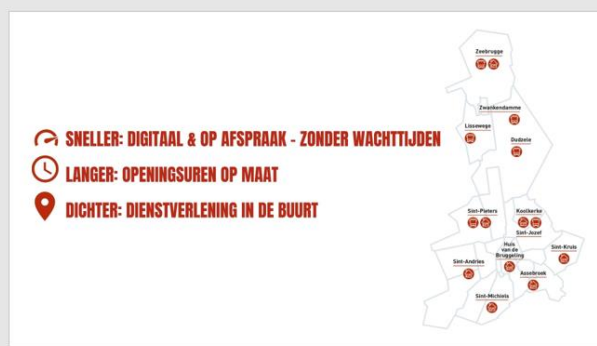 SNELLER: DIGITAAL & OP AFSPRAAK - ZONDER WACHTTIJDEN
LANGER: OPENINGSUREN OP MAAT
DICHTER: DIENSTVERLENING IN DE BUURT
Zeebrugge
Zwankendamme
Lissewege
Dudzele
Sint-Pieters
Koolkerke
Sint-Jozef
Huis
van de
Bruggeling
Sint-Kruis
Sint-Andries
Assebroek
Sint-Michiels